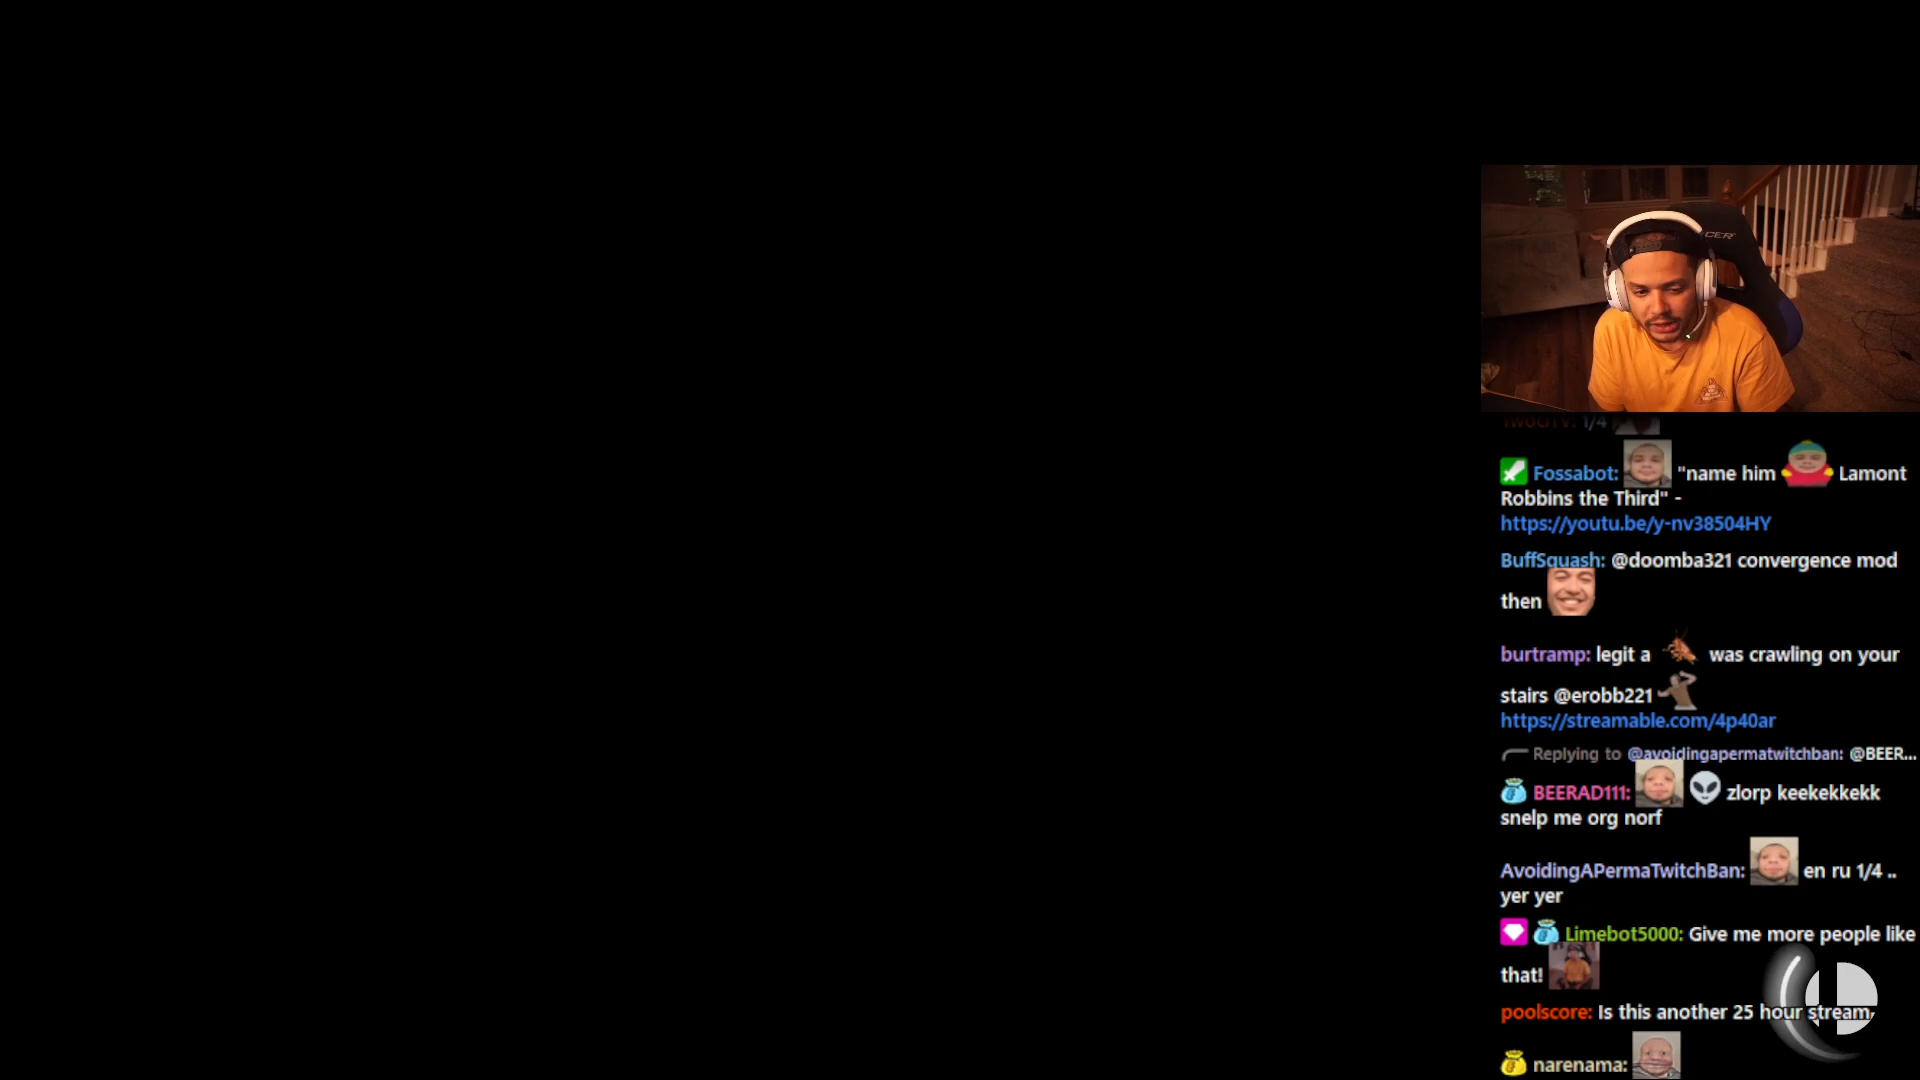 CER
1/4
Fossabot: "name him Lamont
Robbins the Third" -
https://youtu.be/y-nv38504HY
BuffSquash: @doomba321 convergence mod
then
burtramp: legit a was crawling on your
stairs @erobb221
https://streamable.com/4p40ar
Replying to @avoidingapermatwitchban: @BEER...
BEERAD111: zlorp keekekkekk
snelp me org norf
AvoidingAPermaTwitchBan: en ru 1/4 ..
yer yer
Limebot5000: Give me more people like
that!
poolscore: Is this another 25 hour stream
narenama: